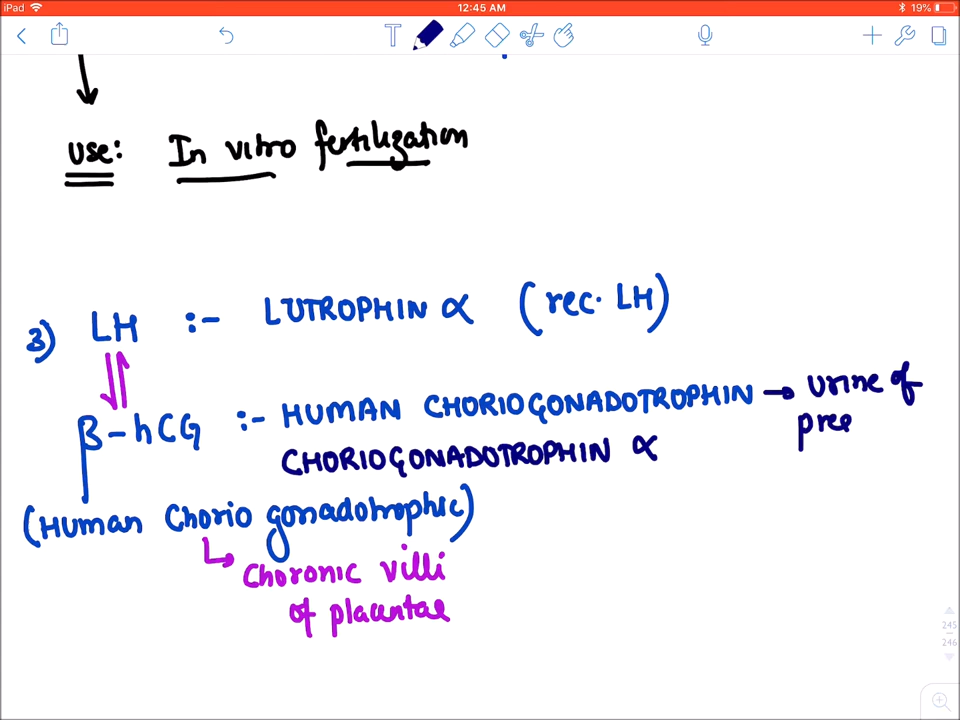 iPad 12:45 AM 19%
T
use: In vitro fertilization
3) LH :- LUTROPHIN α (rec. LH)
β-hCG :- HUMAN CHORIOGONADOTROPHIN → urine of
preg
CHORIOGONADOTROPHIN α
(Human Chorio gonadotrophic)
Choronic villi
of placentae
245
246